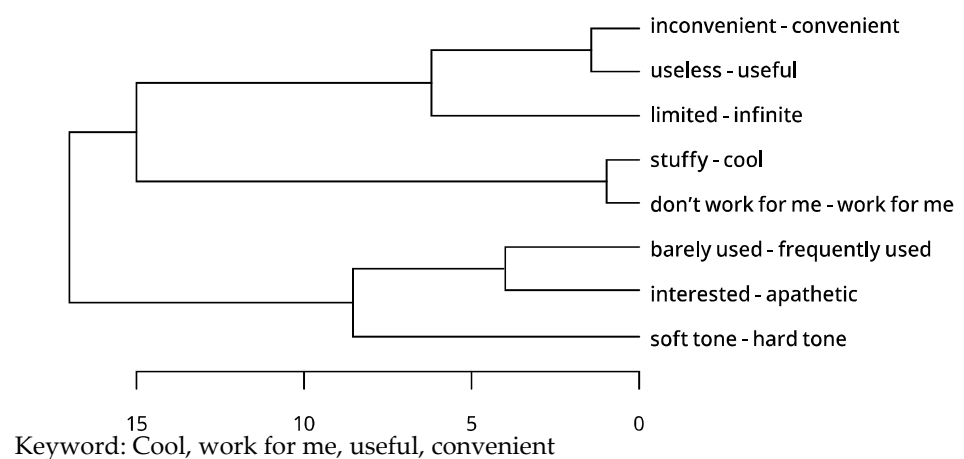 inconvenient - convenient
useless - useful
limited - infinite
stuffy - cool
don't work for me - work for me
barely used - frequently used
interested - apathetic
soft tone - hard tone
15 10 5 0
Keyword: Cool, work for me, useful, convenient